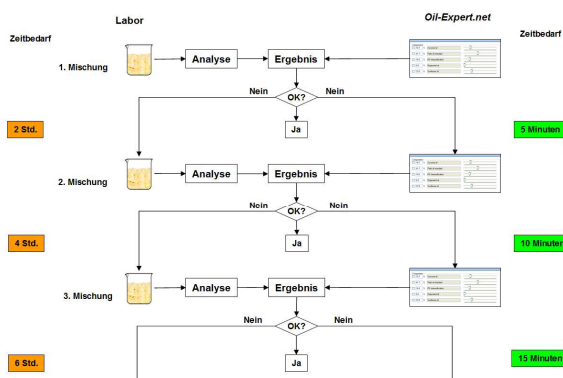 Labor
Oil-Expert.net
Zeitbedarf
Zeitbedarf
1. Mischung
Analyse
Ergebnis
Nein
OK?
Nein
2 Std.
Ja
5 Minuten
2. Mischung
Analyse
Ergebnis
Nein
OK?
Nein
4 Std.
Ja
10 Minuten
3. Mischung
Analyse
Ergebnis
Nein
OK?
Nein
6 Std.
Ja
15 Minuten